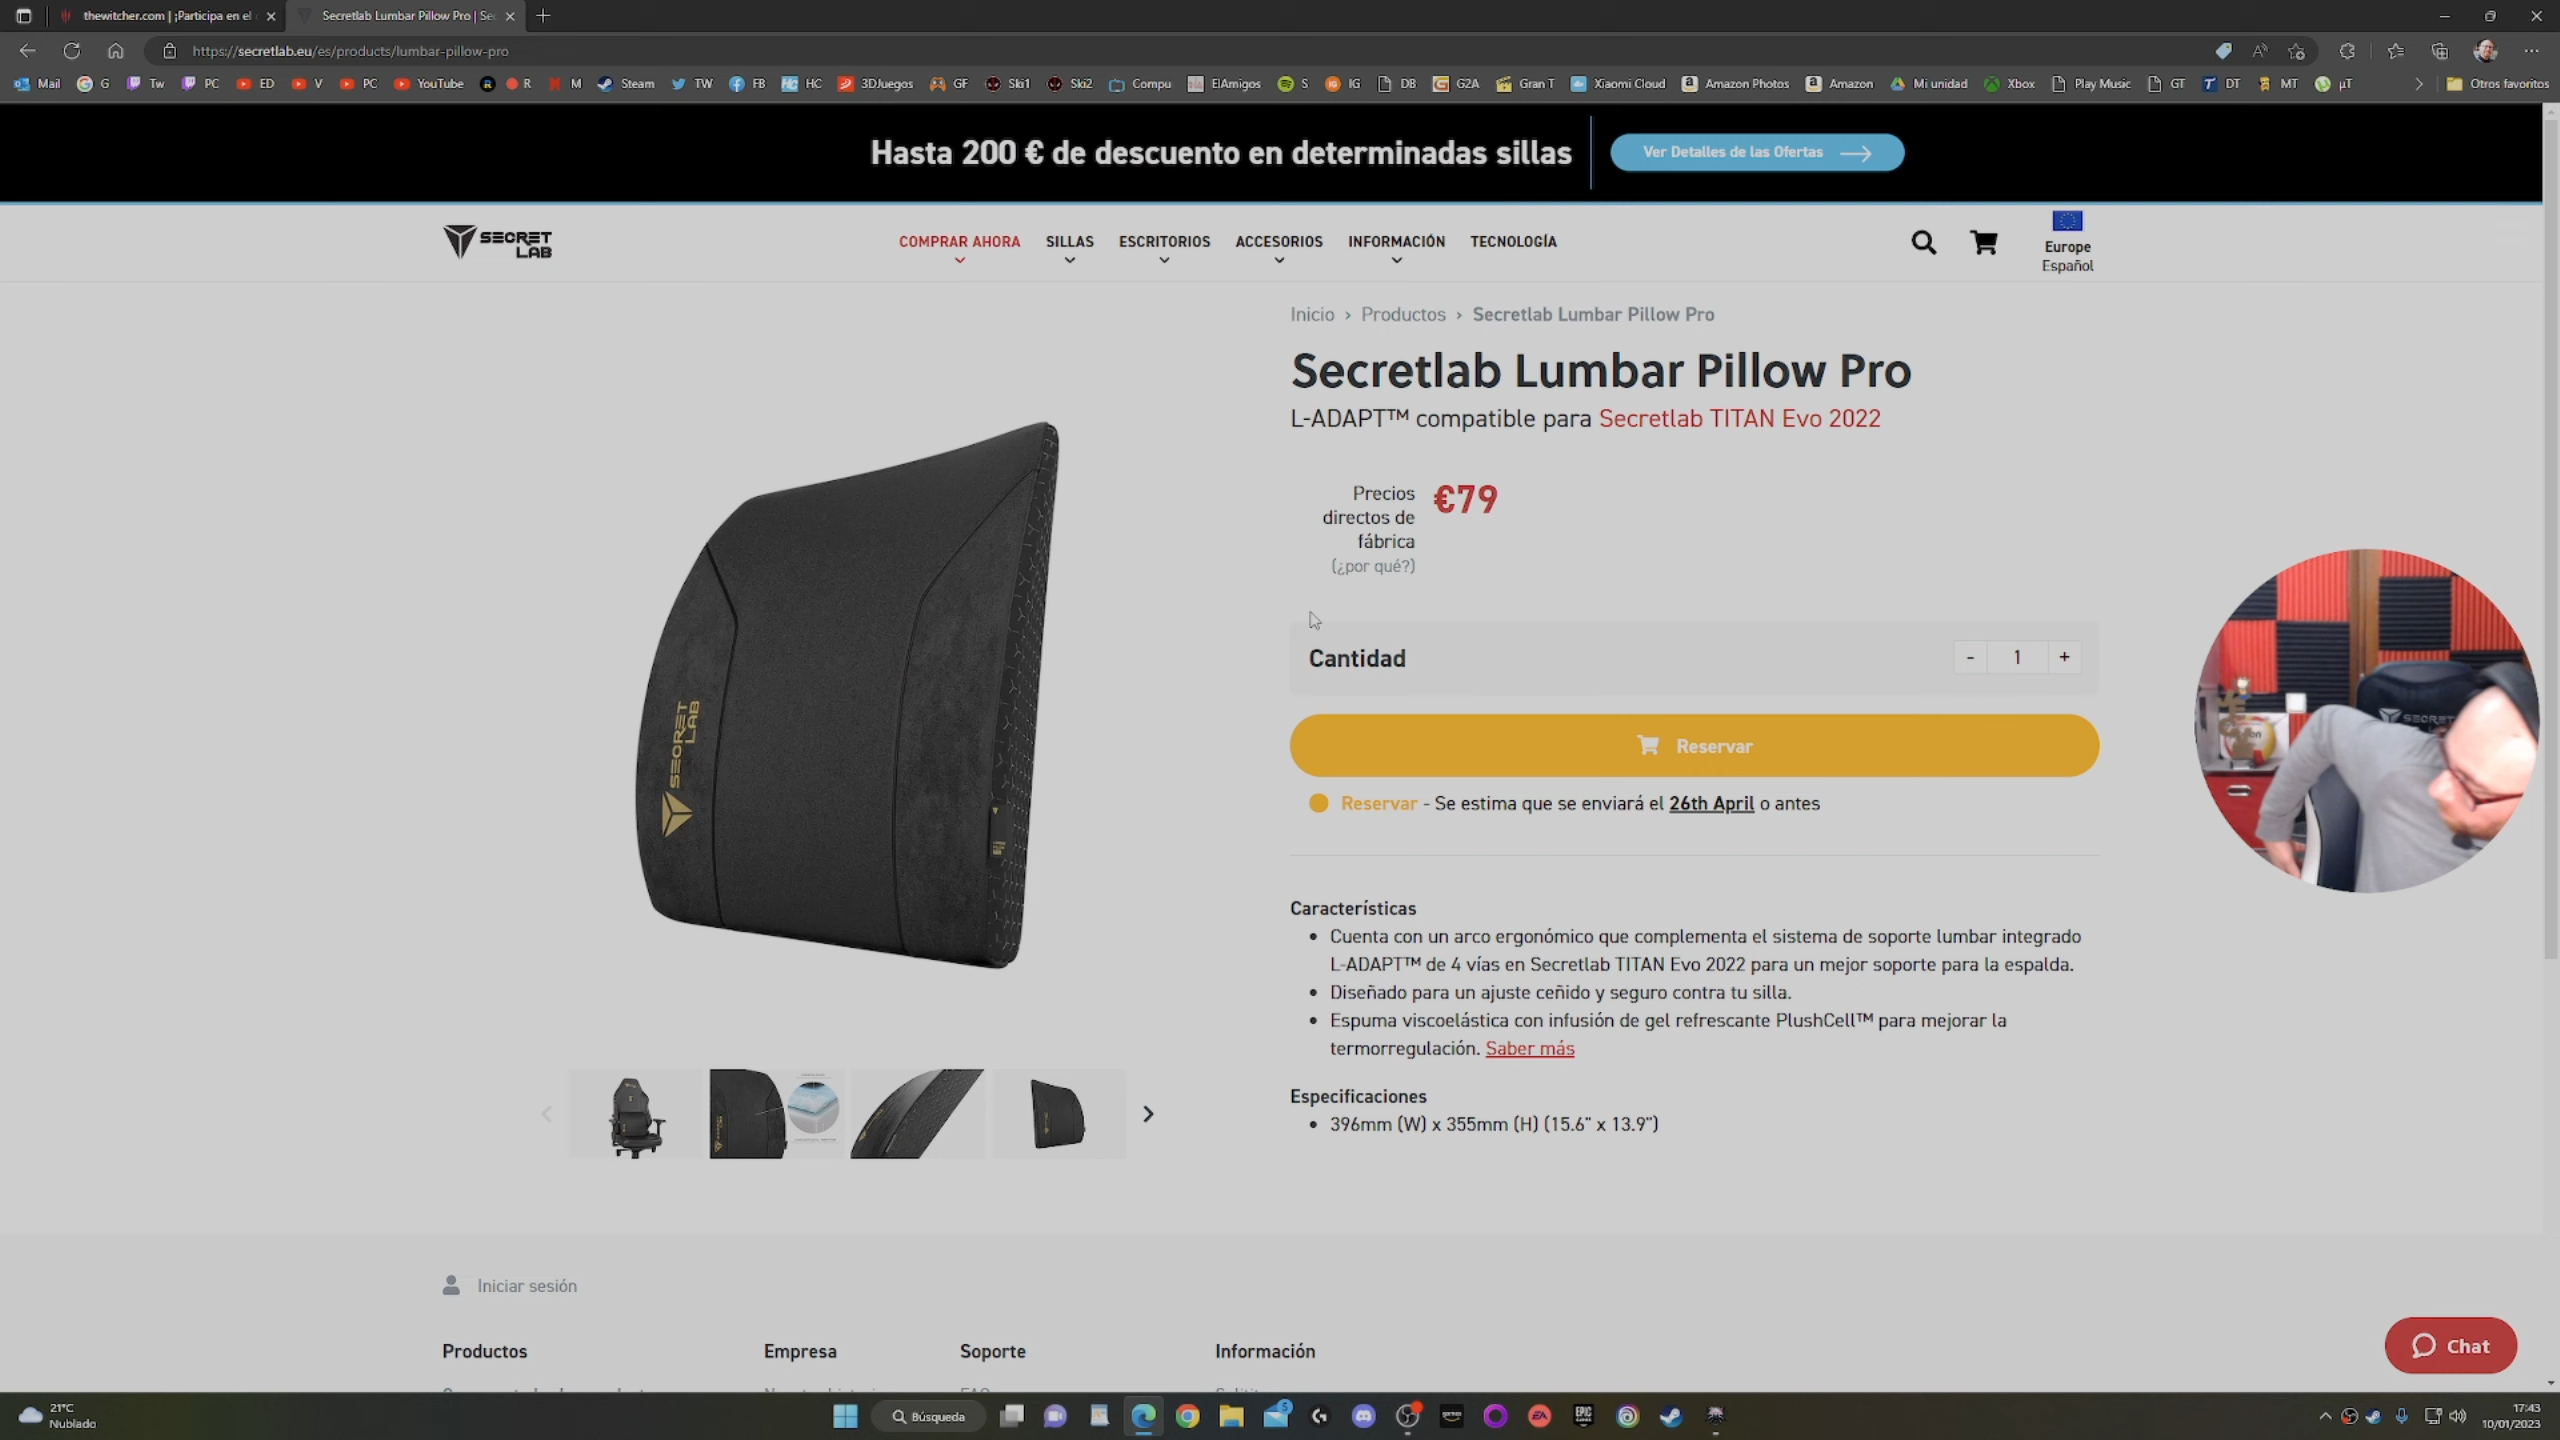 thewitcher.com | ¡Participa en el
Secretlab Lumbar Pillow Pro | Sec
https://secretlab.eu/es/products/lumbar-pillow-pro
Mail G Tw PC ED V PC YouTube R M Steam TW FB HC 3DJuegos GF Ski1 Ski2 Compu ElAmigos S IG DB G2A Gran T Xiaomi Cloud Amazon Photos Amazon Mi unidad Xbox Play Music GT DT MT µT Otros favoritos
Hasta 200 € de descuento en determinadas sillas
Ver Detalles de las Ofertas
SECRET LAB
COMPRAR AHORA SILLAS ESCRITORIOS ACCESORIOS INFORMACIÓN TECNOLOGÍA
Europe
Español
Inicio › Productos › Secretlab Lumbar Pillow Pro
Secretlab Lumbar Pillow Pro
L-ADAPT™ compatible para Secretlab TITAN Evo 2022
Precios
directos de
fábrica
(¿por qué?)
€79
Cantidad
- 1 +
Reservar
Reservar - Se estima que se enviará el 26th April o antes
SECRET LAB
SECRET
Características
• Cuenta con un arco ergonómico que complementa el sistema de soporte lumbar integrado
L-ADAPT™ de 4 vías en Secretlab TITAN Evo 2022 para un mejor soporte para la espalda.
• Diseñado para un ajuste ceñido y seguro contra tu silla.
• Espuma viscoelástica con infusión de gel refrescante PlushCell™ para mejorar la
termorregulación. Saber más
Especificaciones
• 396mm (W) x 355mm (H) (15.6" x 13.9")
Iniciar sesión
Productos Empresa Soporte Información
Chat
21°C
Nublado
Búsqueda
5
EA
EPIC
17:43
10/01/2023